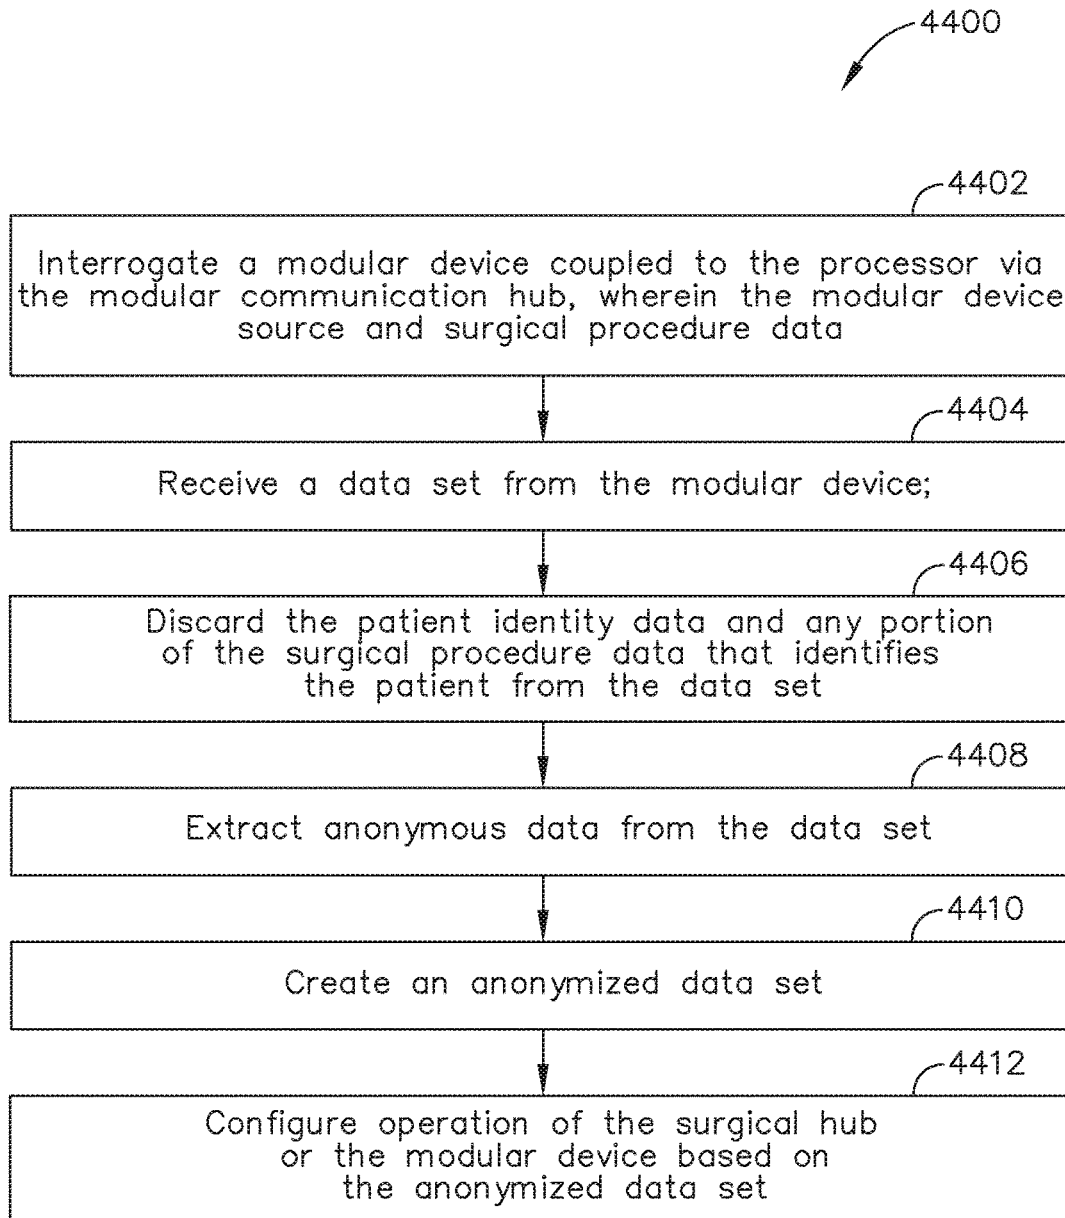 4400
4402
Interrogate a modular device coupled to the processor via
the modular communication hub, wherein the modular device
source and surgical procedure data
4404
Receive a data set from the modular device;
4406
Discard the patient identity data and any portion
of the surgical procedure data that identifies
the patient from the data set
4408
Extract anonymous data from the data set
4410
Create an anonymized data set
4412
Configure operation of the surgical hub
or the modular device based on
the anonymized data set